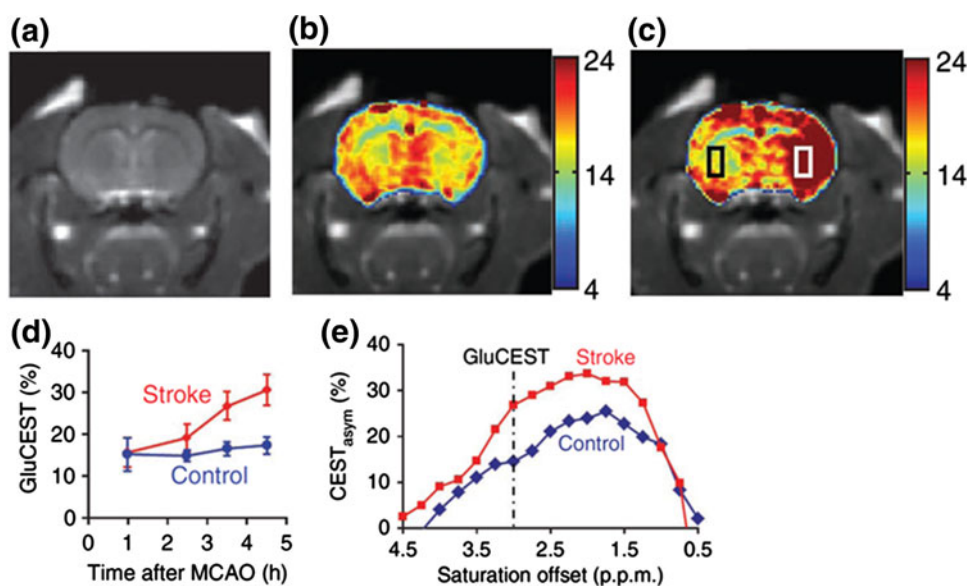 (a)
(b)
24
14
4
(c)
24
14
4
(d)
40
30
20
10
0
GluCEST (%)
Stroke
Control
0 1 2 3 4 5
Time after MCAO (h)
(e)
40
30
20
10
0
CESTasym (%)
GluCEST
Stroke
Control
4.5 3.5 2.5 1.5 0.5
Saturation offset (p.p.m.)